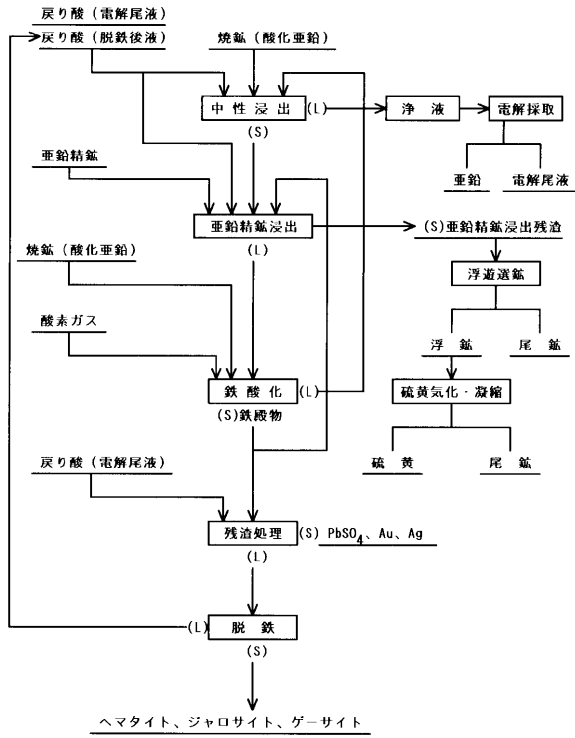 戻り酸（電解尾液）
戻り酸（脱鉄後液）
焼鉱（酸化亜鉛）
中性浸出 (L)
浄液
電解採取
(S)
亜鉛
電解尾液
亜鉛精鉱
亜鉛精鉱浸出
(S)亜鉛精鉱浸出残渣
(L)
焼鉱（酸化亜鉛）
浮遊選鉱
酸素ガス
浮鉱
尾鉱
鉄酸化 (L)
硫黄気化・凝縮
(S)鉄殿物
硫黄
尾鉱
戻り酸（電解尾液）
残渣処理 (S) PbSO4、Au、Ag
(L)
(L) 脱鉄
(S)
ヘマタイト、ジャロサイト、ゲーサイト